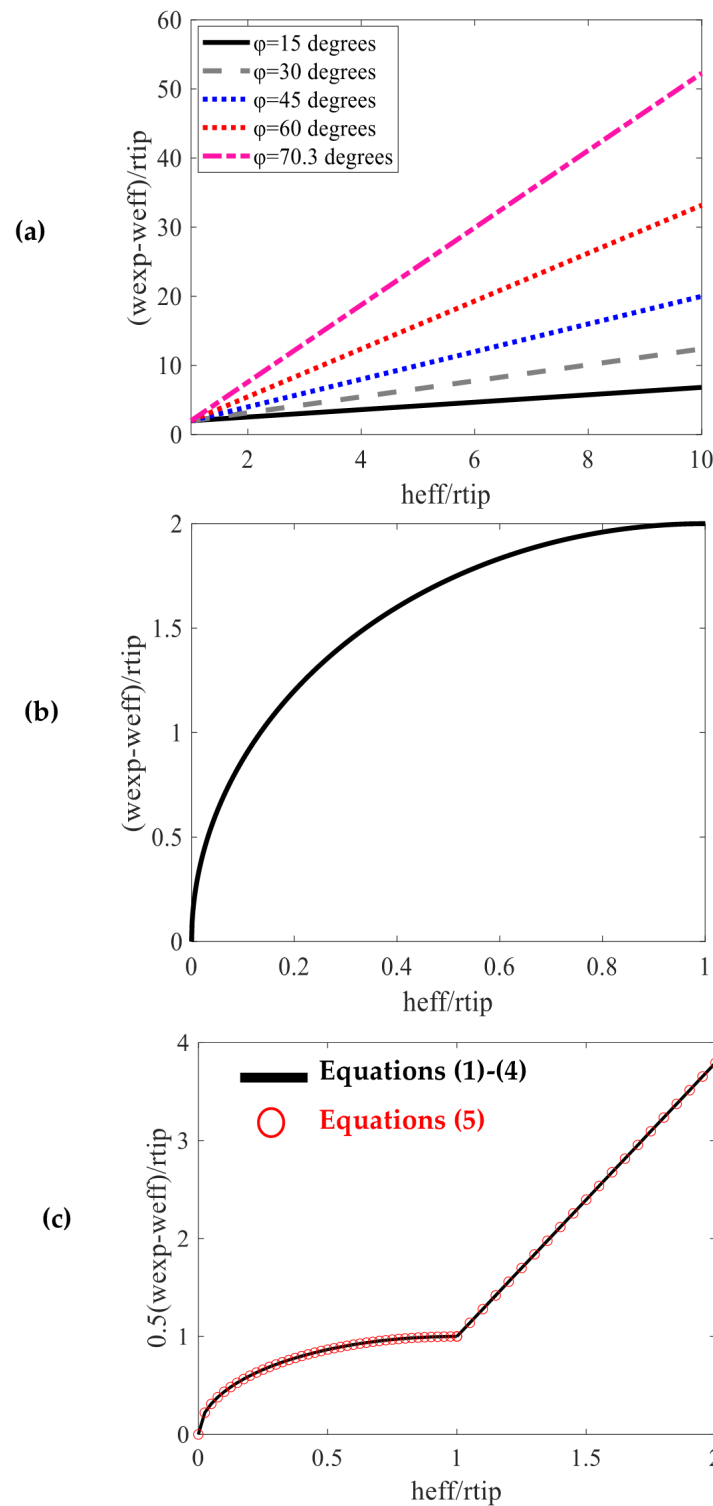 60
50
40
30
20
10
0
φ=15 degrees
φ=30 degrees
φ=45 degrees
φ=60 degrees
φ=70.3 degrees
(wexp-weff)/rtip
(a)
2 4 6 8 10
heff/rtip
2
1.5
1
0.5
0
(wexp-weff)/rtip
(b)
0 0.2 0.4 0.6 0.8 1
heff/rtip
4
3
2
1
0
Equations (1)-(4)
Equations (5)
0.5(wexp-weff)/rtip
(c)
0 0.5 1 1.5 2
heff/rtip